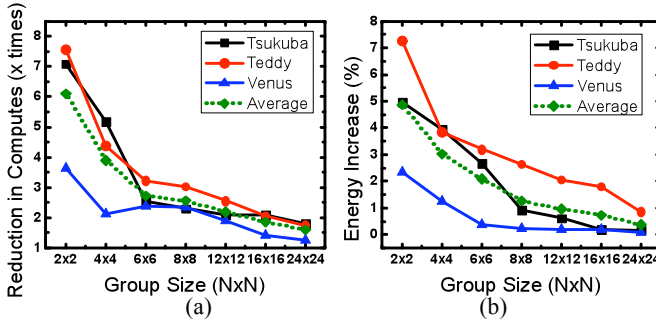 Reduction in Computes (x times)
8
7
6
5
4
3
2
1
Tsukuba
Teddy
Venus
Average
2x2 4x4 6x6 8x8 12x12 16x16 24x24
Group Size (NxN)
(a)
Energy Increase (%)
8
7
6
5
4
3
2
1
0
Tsukuba
Teddy
Venus
Average
2x2 4x4 6x6 8x8 12x12 16x16 24x24
Group Size (NxN)
(b)